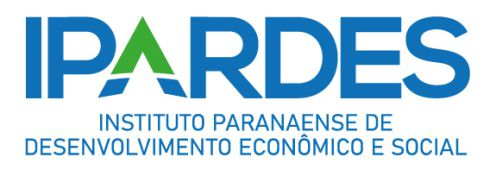 IPARDES
INSTITUTO PARANAENSE DE
DESENVOLVIMENTO ECONÔMICO E SOCIAL